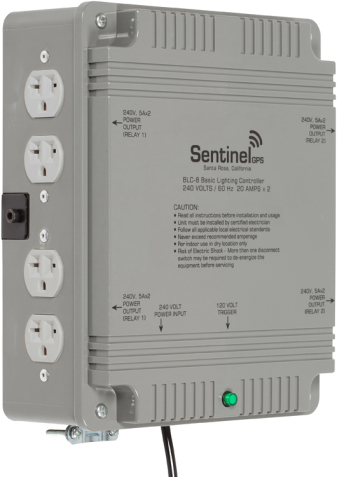 240V, 5Ax2
POWER
OUTPUT
(RELAY 1)
240V, 5Ax2
POWER
OUTPUT
(RELAY 2)
SentinelGPS
Santa Rosa, California
BLC-8 Basic Lighting Controller
240 VOLTS / 60 Hz 20 AMPS x 2
CAUTION:
• Read all instructions before installation and usage
• Unit must be installed by certified electrician
• Follow all applicable local electrical standards
• Never exceed recommended amperage
• For indoor use in dry location only
• Risk of Electric Shock - More than one disconnect
switch may be required to de-energize this
equipment before servicing
240V, 5Ax2
POWER
OUTPUT
(RELAY 1)
240 VOLT
POWER INPUT
120 VOLT
TRIGGER
240V, 5Ax2
POWER
OUTPUT
(RELAY 2)